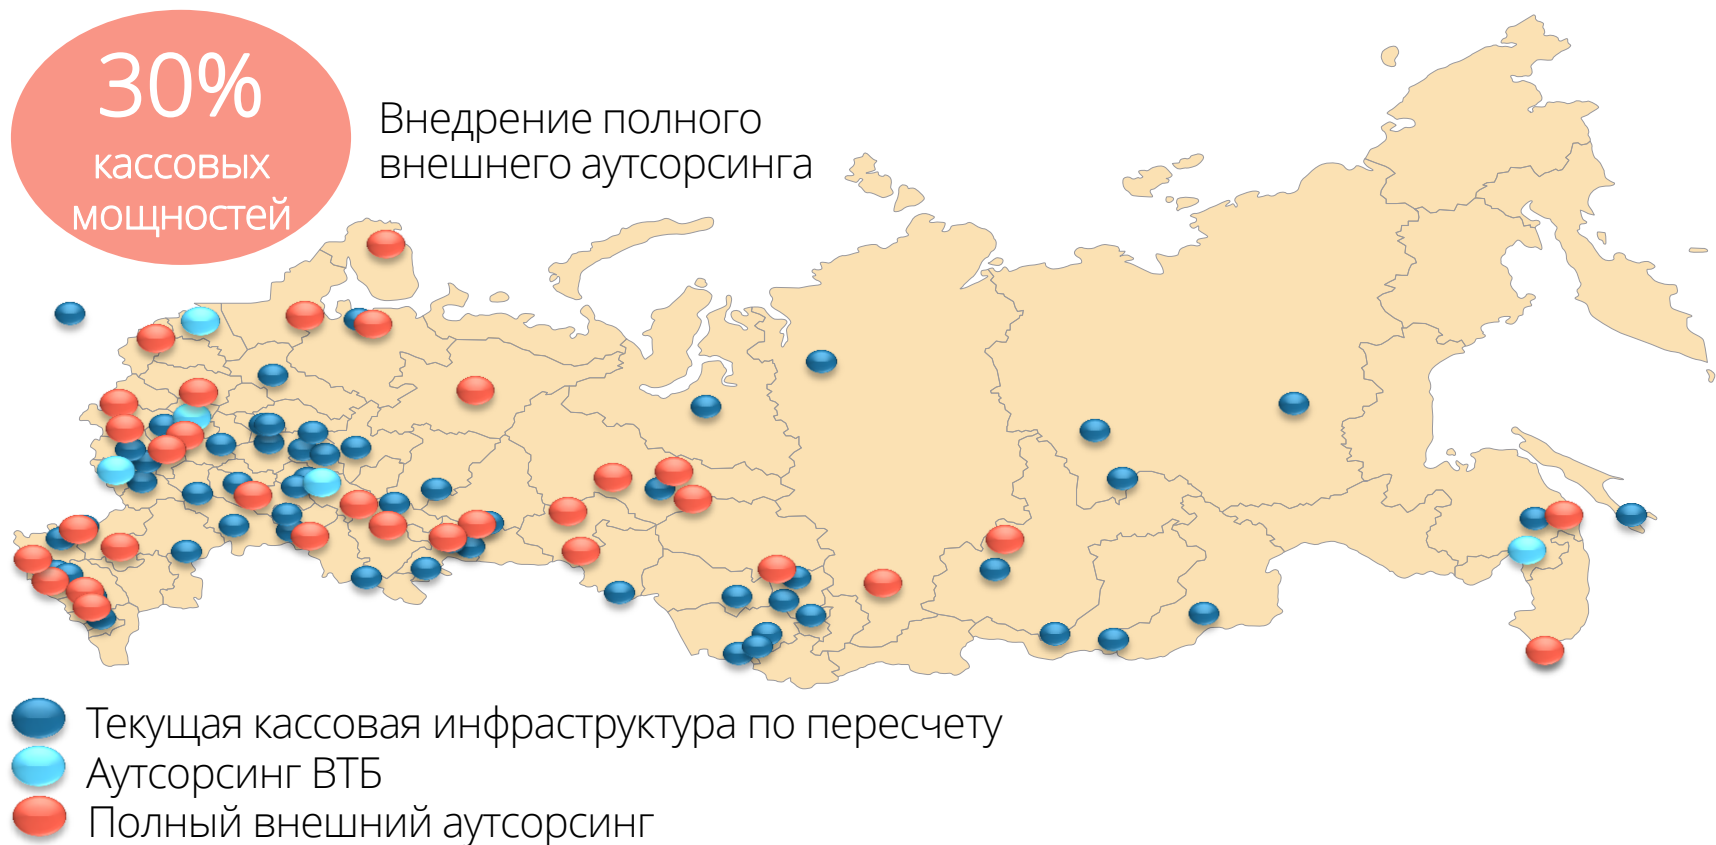 30%
кассовых
мощностей
Внедрение полного
внешнего аутсорсинга
Текущая кассовая инфраструктура по пересчету
Аутсорсинг ВТБ
Полный внешний аутсорсинг